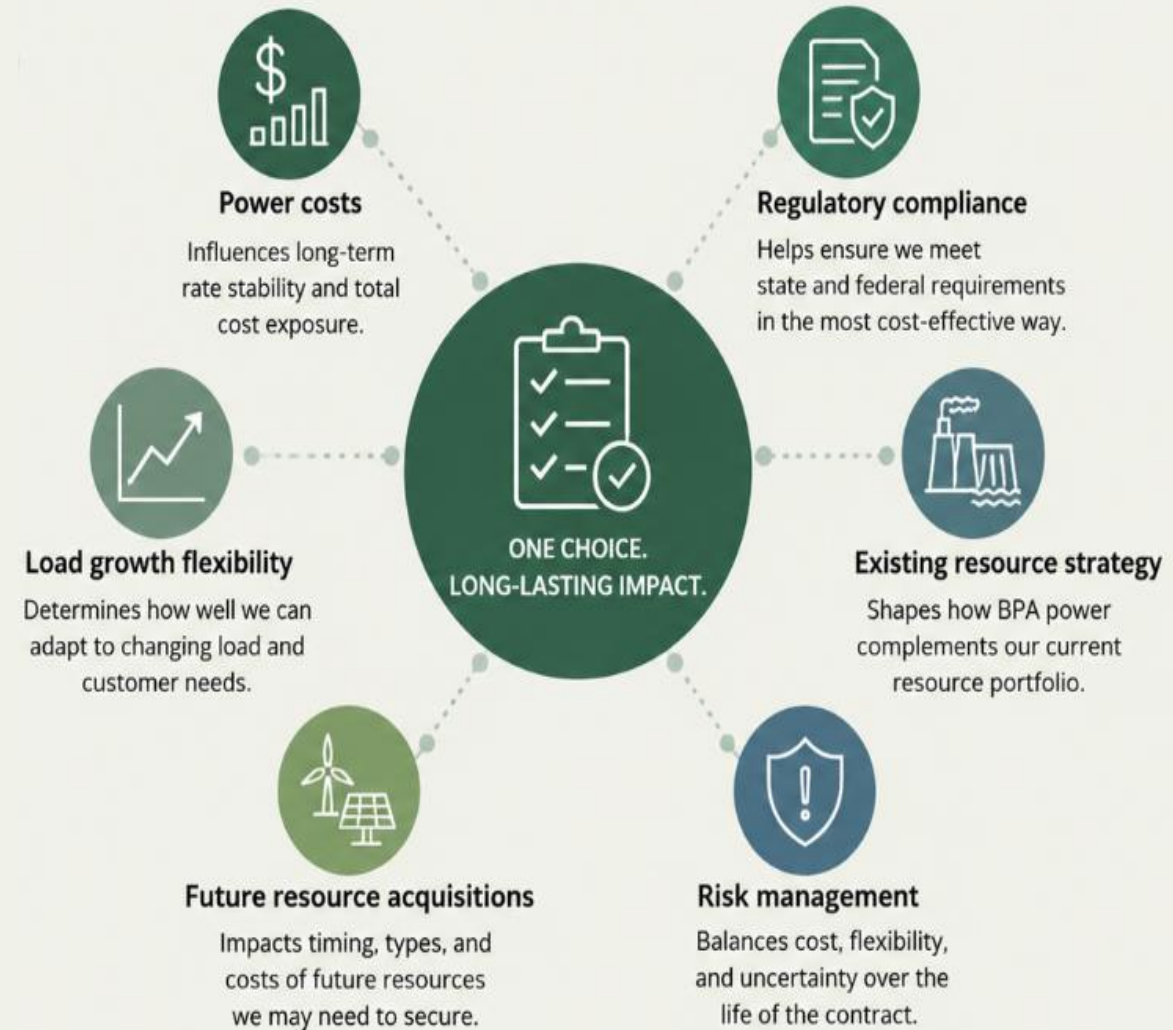 Power costs
Influences long-term
rate stability and total
cost exposure.
Regulatory compliance
Helps ensure we meet
state and federal requirements
in the most cost-effective way.
Load growth flexibility
Determines how well we can
adapt to changing load and
customer needs.
ONE CHOICE.
LONG-LASTING IMPACT.
Existing resource strategy
Shapes how BPA power
complements our current
resource portfolio.
Future resource acquisitions
Impacts timing, types, and
costs of future resources
we may need to secure.
Risk management
Balances cost, flexibility,
and uncertainty over the
life of the contract.